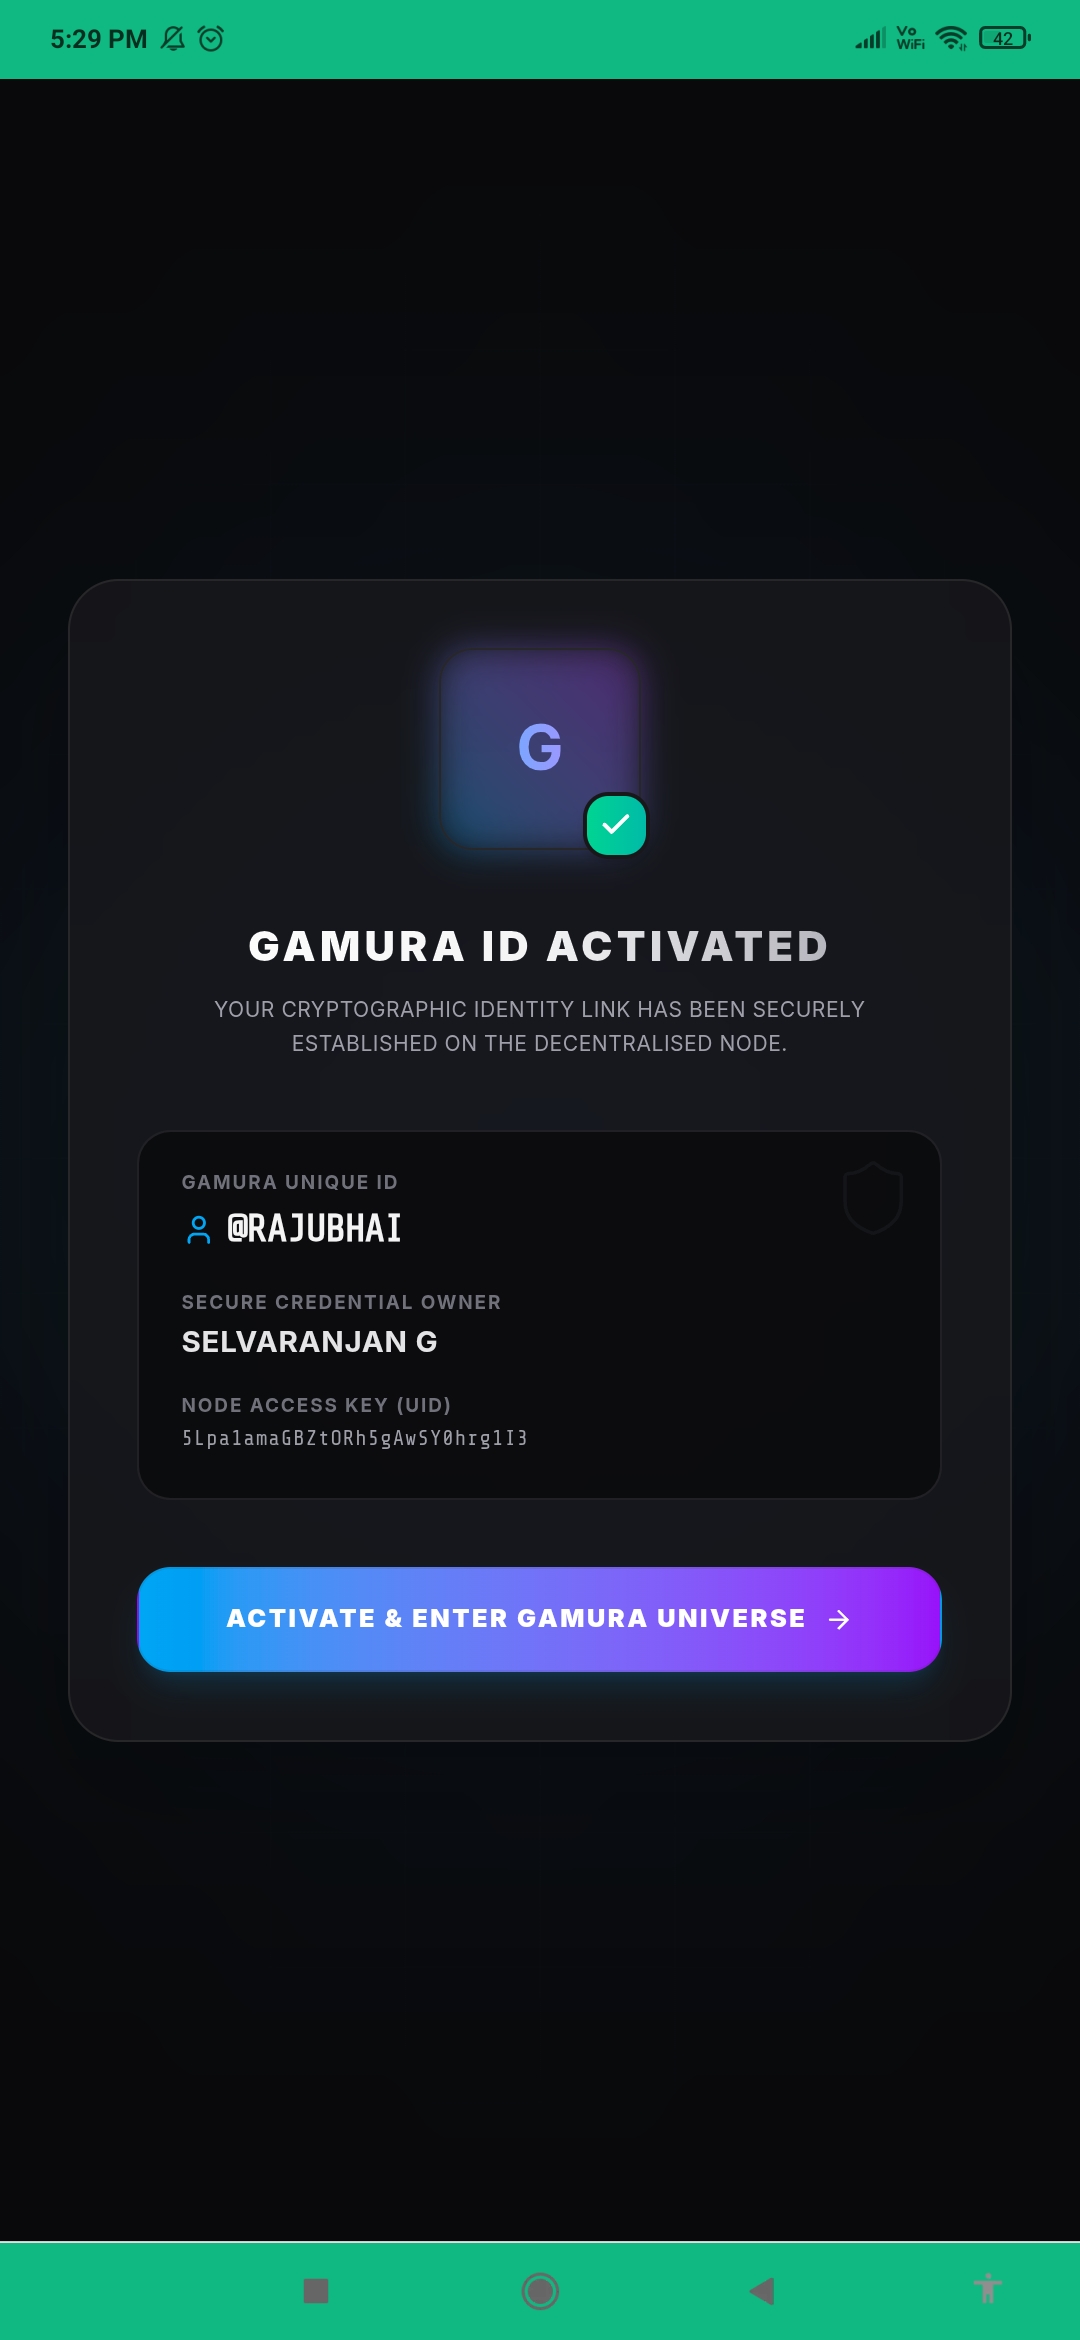 5:29 PM
Vo
WiFi
42
G
GAMURA ID ACTIVATED
YOUR CRYPTOGRAPHIC IDENTITY LINK HAS BEEN SECURELY
ESTABLISHED ON THE DECENTRALISED NODE.
GAMURA UNIQUE ID
@RAJUBHAI
SECURE CREDENTIAL OWNER
SELVARANJAN G
NODE ACCESS KEY (UID)
5Lpa1amaGBZtORh5gAwSY0hrg1I3
ACTIVATE & ENTER GAMURA UNIVERSE →